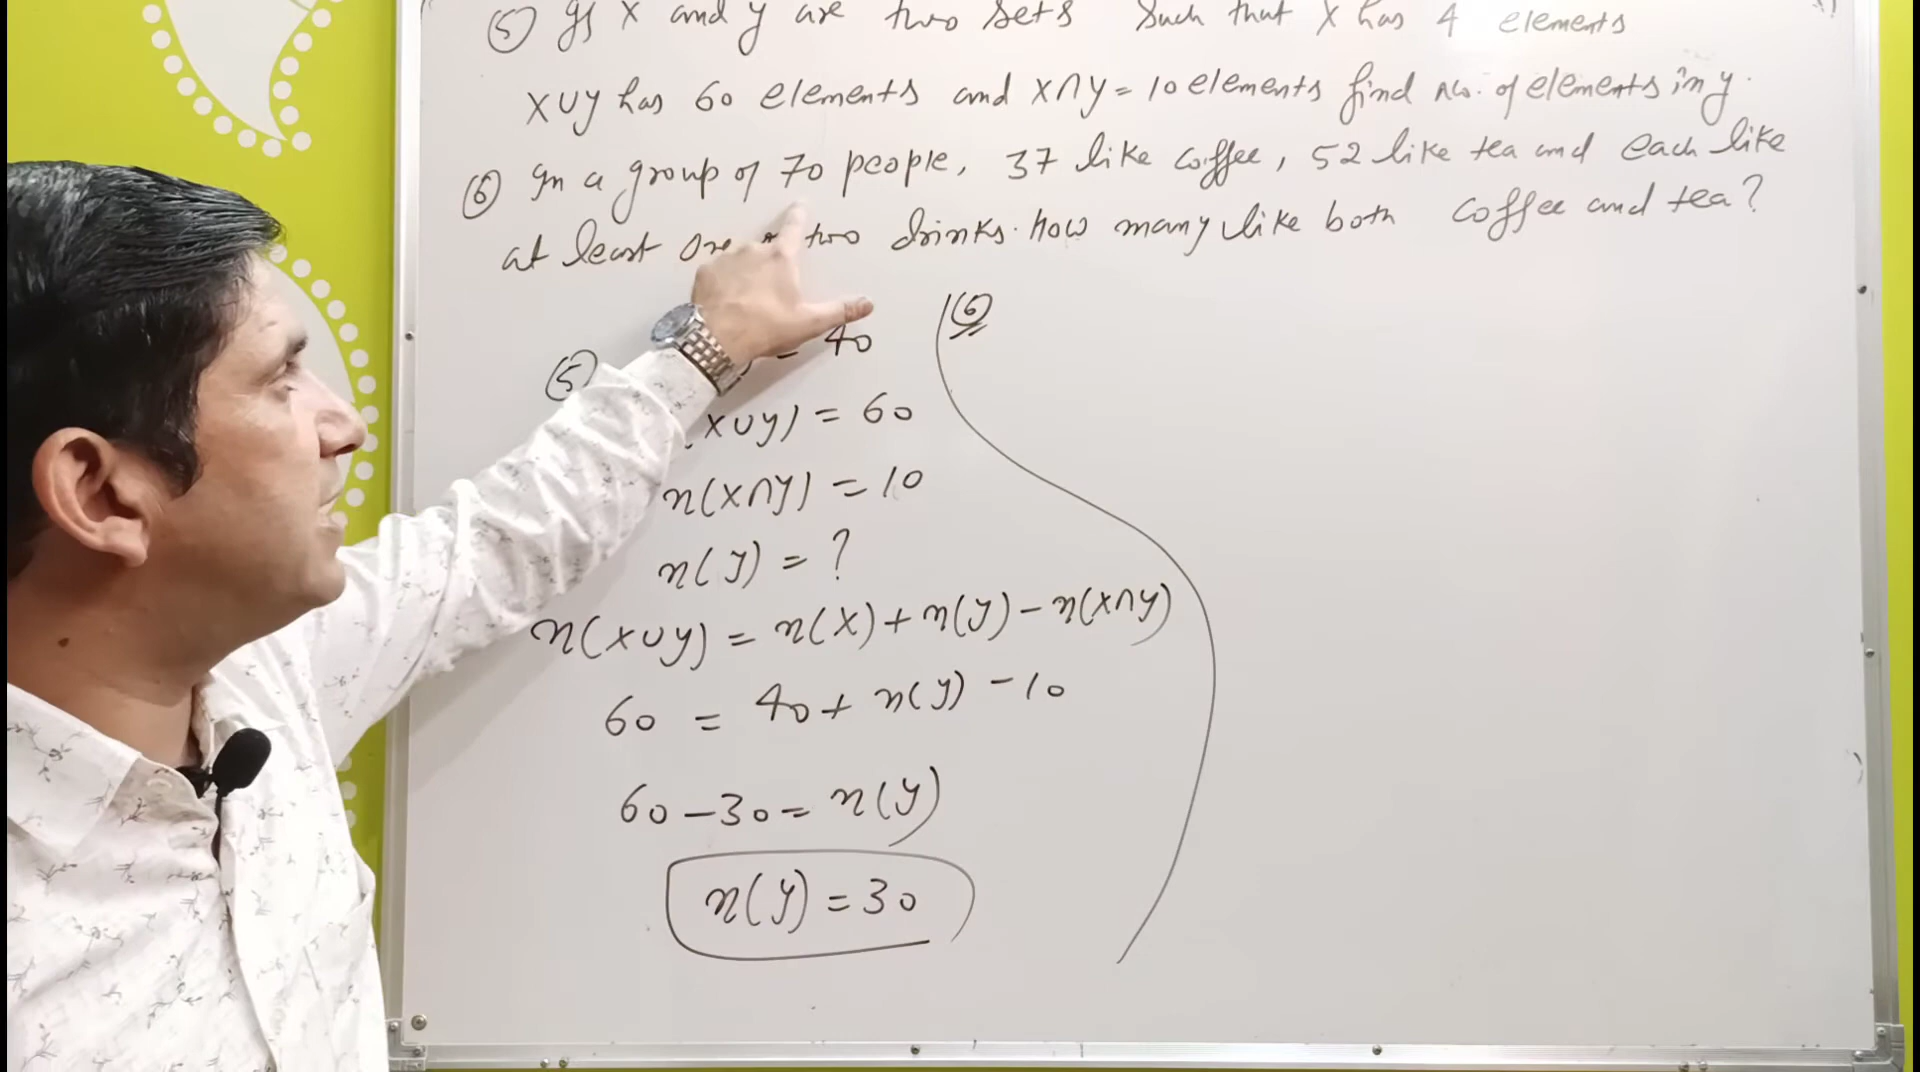 ⑤ If X and y are two sets Such that X has 4 elements
X∪y has 60 elements and X∩y = 10 elements find no. of elements in y.
⑥ In a group of 70 people, 37 like coffee, 52 like tea and each like
at least one two drinks. How many like both coffee and tea?
⑤ = 40
(X∪y) = 60
n(X∩y) = 10
n(y) = ?
n(X∪y) = n(X) + n(y) - n(X∩y)
60 = 40 + n(y) - 10
60 - 30 = n(y)
n(y) = 30
⑥